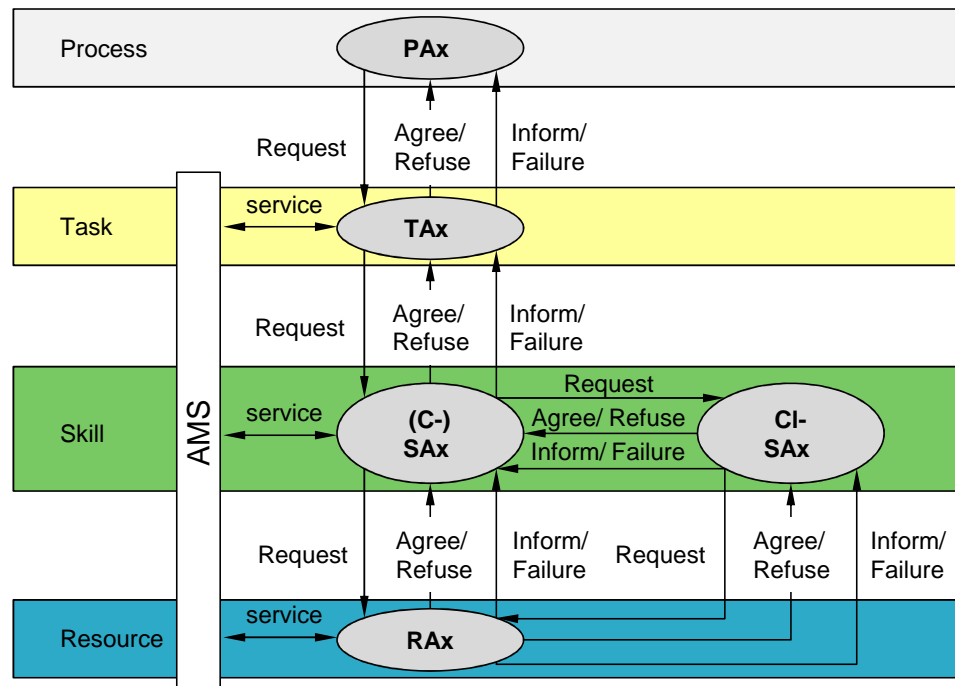 Process
PAx
Request
Agree/
Refuse
Inform/
Failure
Task
service
TAx
Request
Agree/
Refuse
Inform/
Failure
AMS
Skill
service
(C-)
SAx
Request
Agree/ Refuse
Inform/ Failure
CI-
SAx
Request
Agree/
Refuse
Inform/
Failure
Request
Agree/
Refuse
Inform/
Failure
Resource
service
RAx